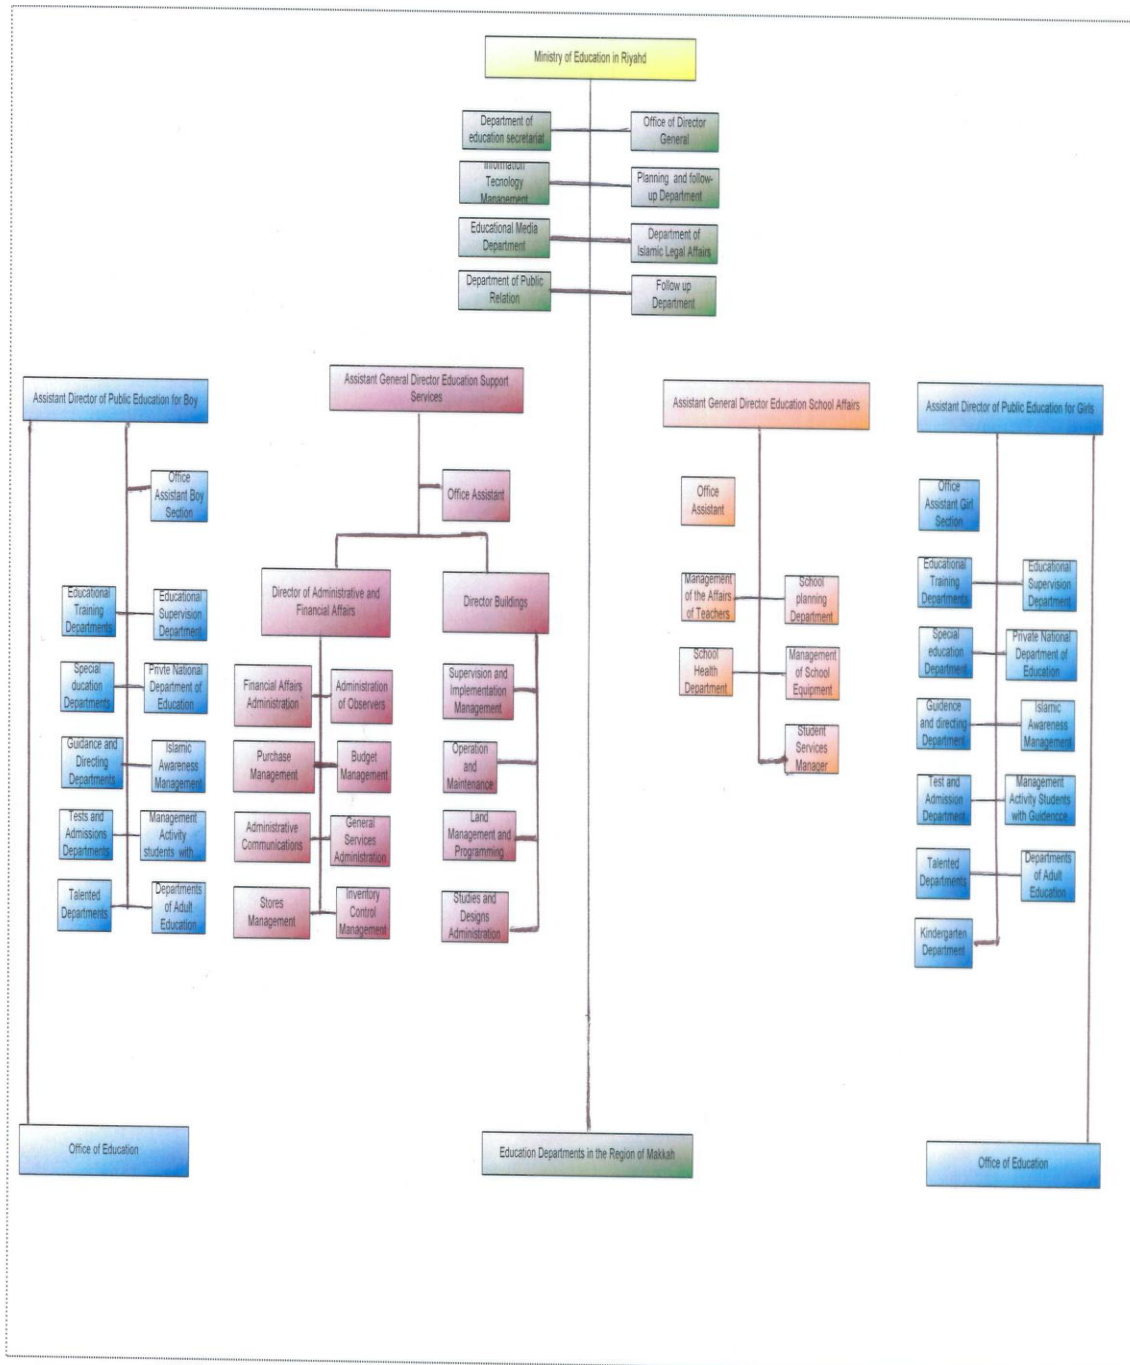 Ministry of Education in Riyahd
Department of
education secretariat
Office of Director
General
Information
Tecnology
Management
Planning and follow-
up Department
Educational Media
Department
Department of
Islamic Legal Affairs
Department of Public
Relation
Follow up
Department
Assistant Director of Public Education for Boy
Assistant General Director Education Support
Services
Assistant General Director Education School Affairs
Assistant Director of Public Education for Girls
Office
Assistant Boy
Section
Educational
Training
Departments
Educational
Supervision
Department
Special
ducation
Departments
Privte National
Department of
Education
Guidance and
Directing
Departments
Islamic
Awareness
Management
Tests and
Admissions
Departments
Management
Activity
students with...
Talented
Departments
Departments
of Adult
Education
Office Assistant
Director of Administrative and
Financial Affairs
Director Buildings
Financial Affairs
Administration
Administration
of Observers
Purchase
Management
Budget
Management
Administrative
Communications
General
Services
Administration
Stores
Management
Inventory
Control
Management
Supervision and
Implementation
Management
Operation
and
Maintenance
Land
Management and
Programming
Studies and
Designs
Administration
Office
Assistant
Management
of the Affairs
of Teachers
School
planning
Department
School
Health
Department
Management
of School
Equipment
Student
Services
Manager
Office
Assistant Girl
Section
Educational
Training
Departments
Educational
Supervision
Department
Special
education
Department
Private National
Department of
Education
Guidence
and directing
Department
Islamic
Awareness
Management
Test and
Admission
Department
Management
Activity Students
with Guidencce
Talented
Departments
Departments
of Adult
Education
Kindergarten
Department
Office of Education
Education Departments in the Region of Makkah
Office of Education